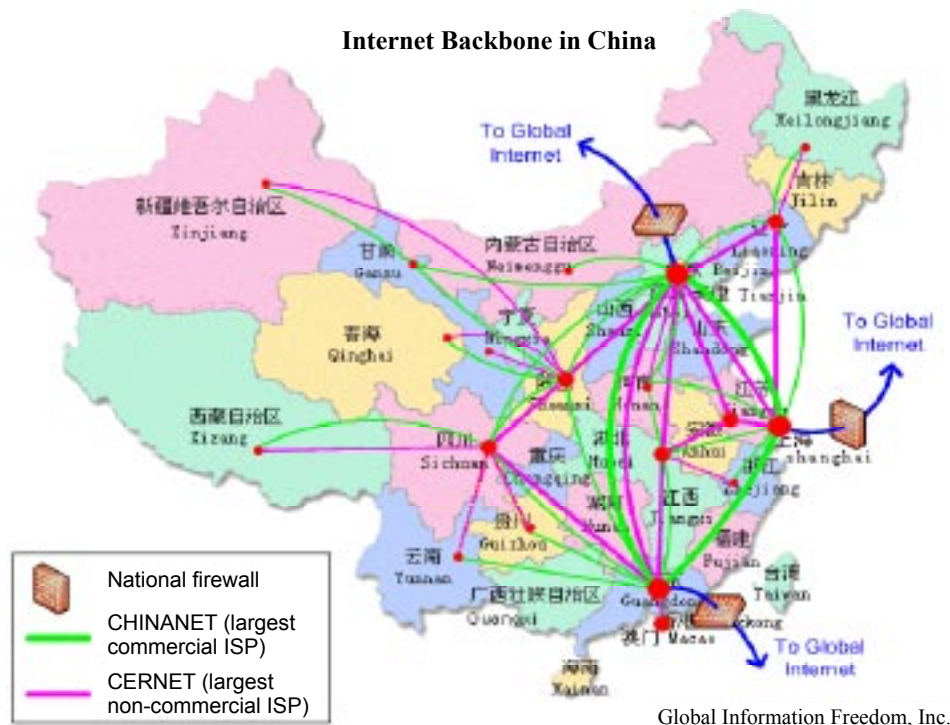 Internet Backbone in China
黑龙江
Heilongjiang
To Global
Internet
吉林
Jilin
新疆维吾尔自治区
Xinjiang
内蒙古自治区
Neimenggu
甘肃
Gansu
Liaoning
Beijing
Tianjin
山西
Shanxi
山东
Shandong
宁夏
Ningxia
青海
Qinghai
To Global
Internet
Shaanxi
河南
Henan
江苏
Jiangsu
西藏自治区
Xizang
四川
Sichuan
重庆
Chongqing
湖北
Hubei
安徽
Anhui
上海
shanghai
浙江
Zhejiang
湖南
Hunan
江西
Jiangxi
贵州
Guizhou
福建
Fujian
云南
Yunnan
台湾
Taiwan
广西壮族自治区
Guangxi
Guangdong
澳门 Macao
To Global
Internet
海南
Hainan
National firewall
CHINANET (largest
commercial ISP)
CERNET (largest
non-commercial ISP)
Global Information Freedom, Inc.